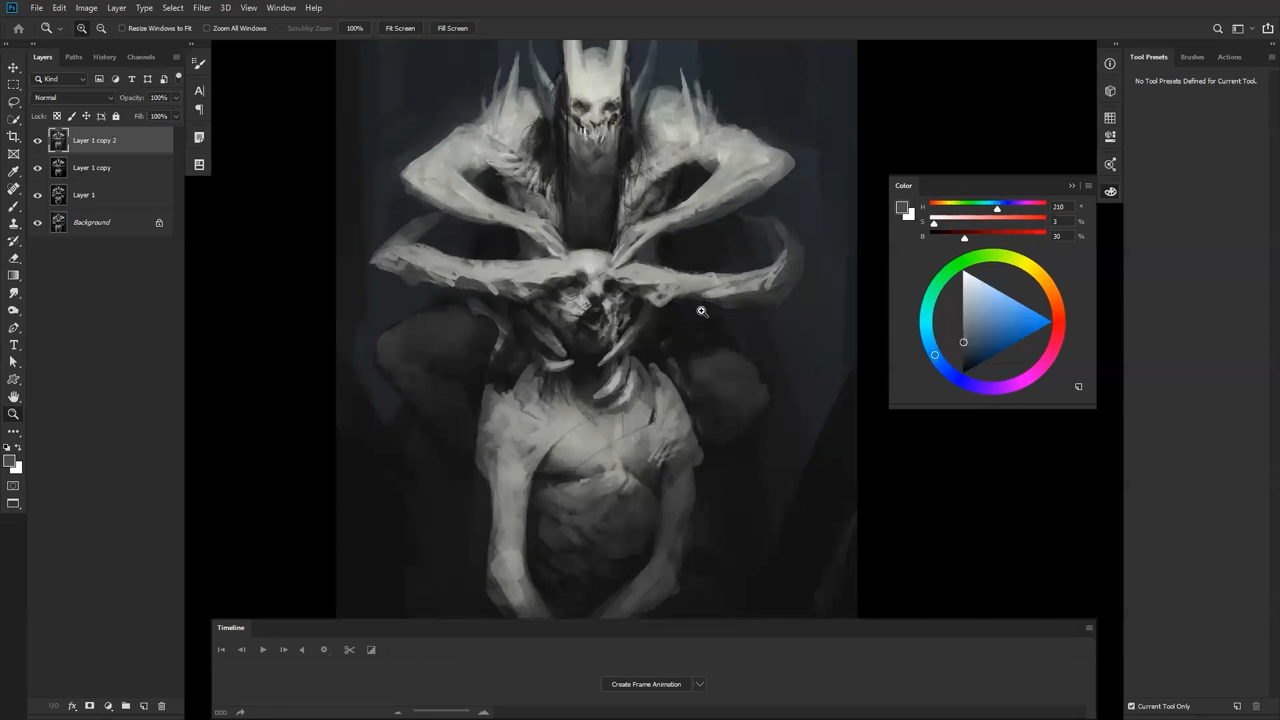 Ps File Edit Image Layer Type Select Filter 3D View Window Help
Resize Windows to Fit Zoom All Windows Scrubby Zoom 100% Fit Screen Fill Screen
Layers Paths History Channels
Kind
Normal Opacity: 100%
Lock: Fill: 100%
Layer 1 copy 2
Layer 1 copy
Layer 1
Background
Color
H 210 °
S 3 %
B 30 %
Tool Presets Brushes Actions
No Tool Presets Defined for Current Tool.
Timeline
Create Frame Animation
Current Tool Only